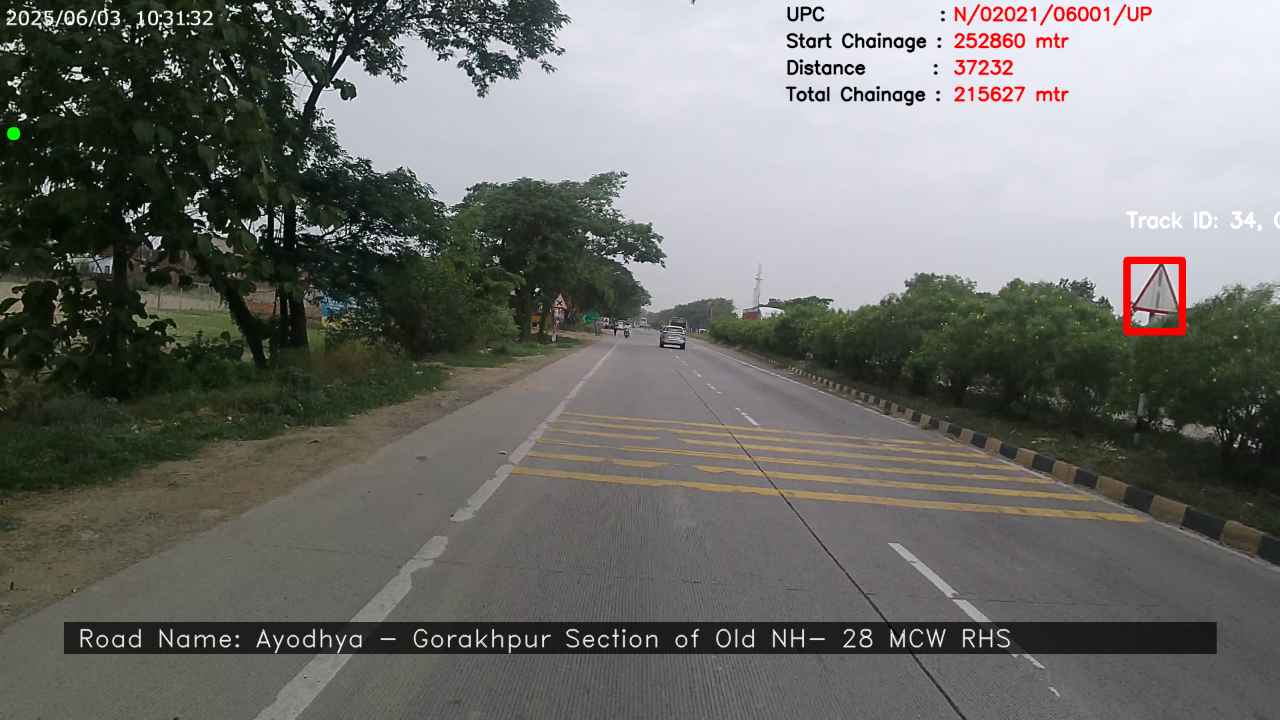 2025/06/03 10:31:32
UPC : N/02021/06001/UP
Start Chainage : 252860 mtr
Distance : 37232
Total Chainage : 215627 mtr
Track ID: 34,
Road Name: Ayodhya - Gorakhpur Section of Old NH- 28 MCW RHS